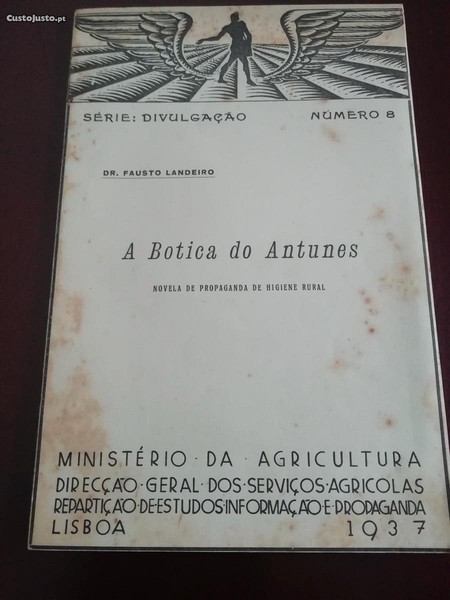 CustoJusto.pt
SÉRIE: DIVULGAÇÃO NÚMERO 8
DR. FAUSTO LANDEIRO
A Botica do Antunes
NOVELA DE PROPAGANDA DE HIGIENE RURAL
MINISTÉRIO · DA · AGRICULTURA
DIRECÇÃO · GERAL · DOS · SERVIÇOS · AGRICOLAS
REPARTIÇÃO · DE · ESTUDOS · INFORMAÇÃO · E · PROPAGANDA
LISBOA 1937